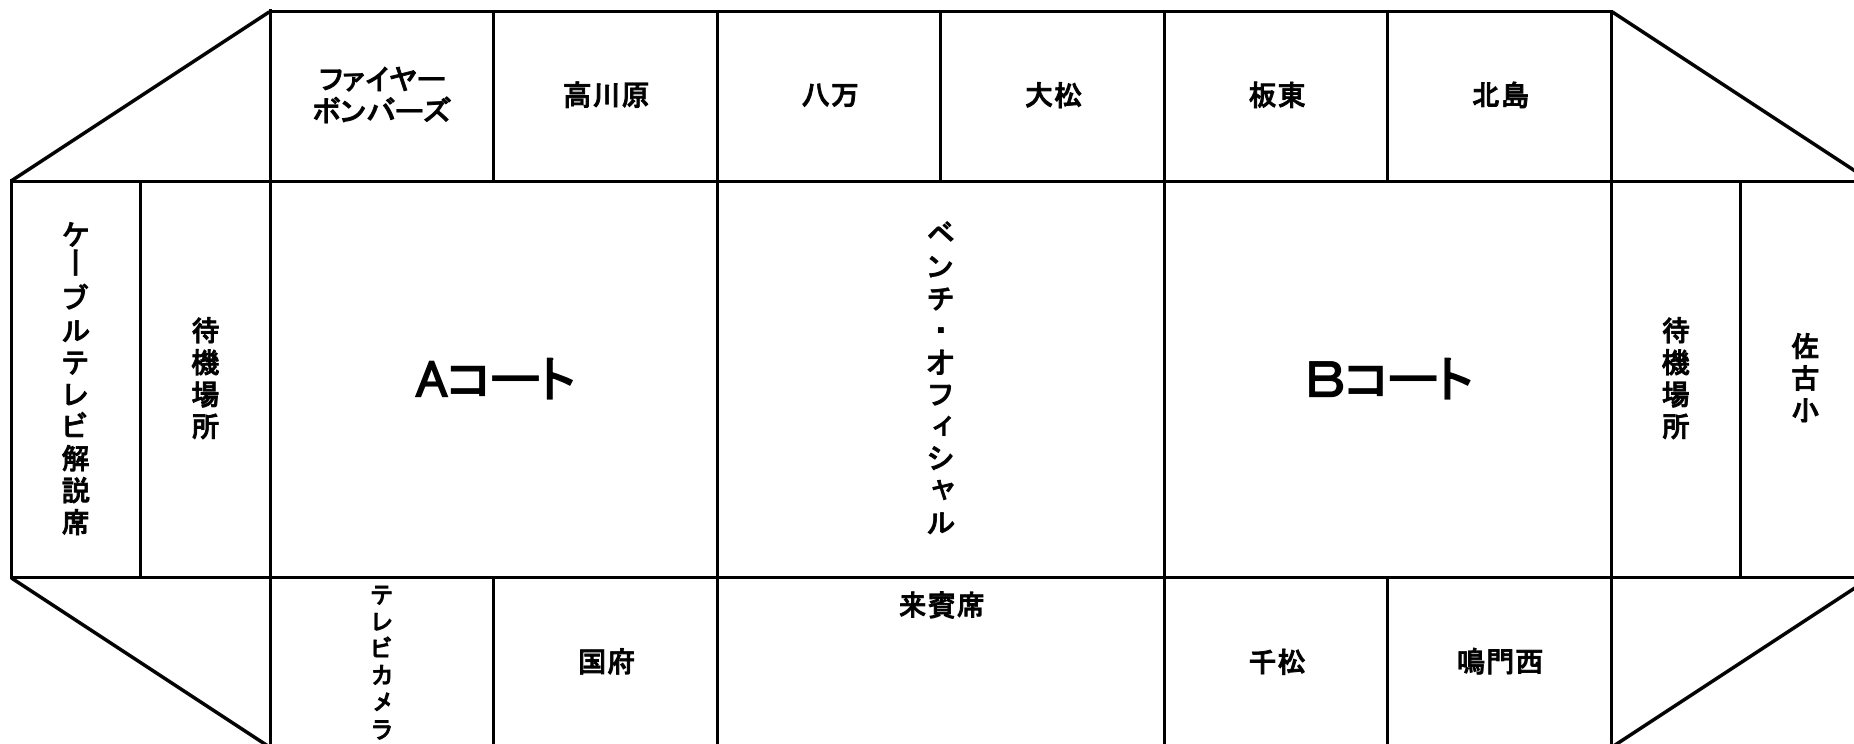 ファイヤー
ボンバーズ
高川原
八万
大松
板東
北島
ケーブルテレビ解説席
待機場所
Aコート
ベンチ・オフィシャル
Bコート
待機場所
佐古小
テレビカメラ
国府
来賓席
千松
鳴門西